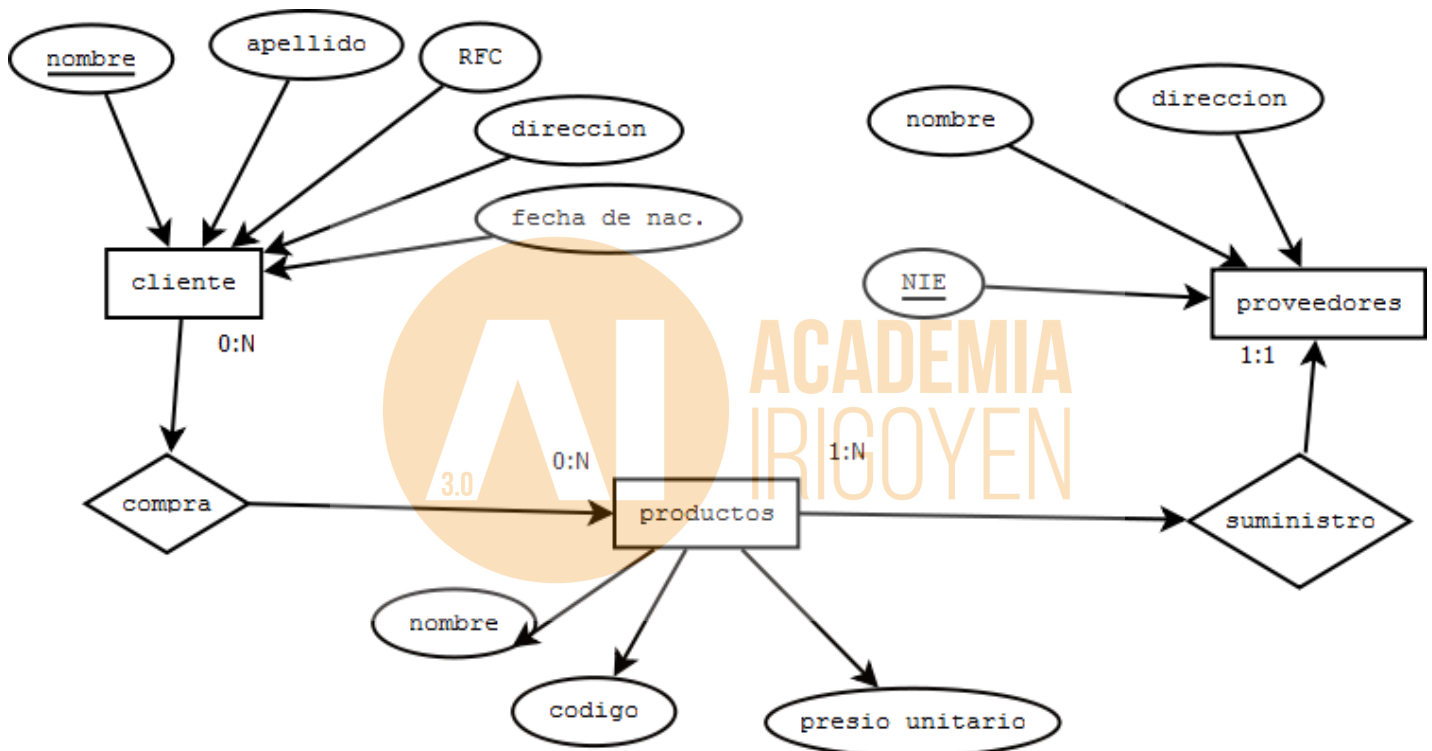 nombre
apellido
RFC
direccion
fecha de nac.
cliente
0:N
nombre
direccion
NIE
proveedores
1:1
ACADEMIA
IRIGOYEN
AI
3.0
compra
0:N
productos
1:N
suministro
nombre
codigo
presio unitario